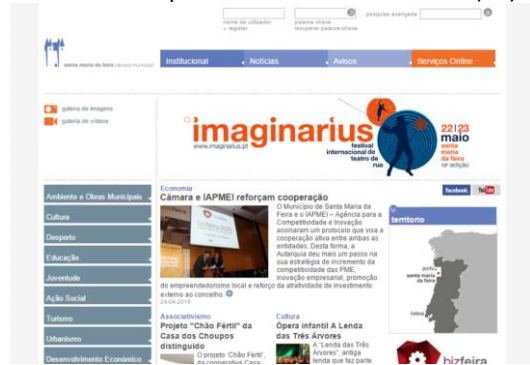 pesquisa avançada
nome de utilizador
» registar
palavra-chave
recuperar palavra-chave
santa maria da feira câmara municipal
Institucional
Notícias
Avisos
Serviços Online
galeria de imagens
galeria de vídeos
imaginarius
www.imaginarius.pt
festival
internacional de
teatro de
rua
22|23
maio
santa
maria
da feira
15ª edição
Ambiente e Obras Municipais
Cultura
Desporto
Educação
Juventude
Ação Social
Turismo
Urbanismo
Desenvolvimento Económico
Economia
Câmara e IAPMEI reforçam cooperação
O Município de Santa Maria da
Feira e o IAPMEI – Agência para a
Competitividade e Inovação
assinaram um protocolo que visa a
cooperação ativa entre ambas as
entidades. Desta forma, a
Autarquia deu mais um passo na
sua estratégia de incremento da
competitividade das PME,
inovação empresarial, promoção
do empreendedorismo local e reforço da atratividade de investimento
externo ao concelho.
24-04-2015
Associativismo
Projeto "Chão Fértil" da
Casa dos Choupos
distinguido
O projeto ‘Chão Fértil’,
da cooperativa Casa
Cultura
Ópera infantil A Lenda
das Três Árvores
A “Lenda das Três
Árvores”, antiga
lenda que faz parte
facebook
You Tube
territorio
porto
santa maria
da feira
lisboa
bizfeira